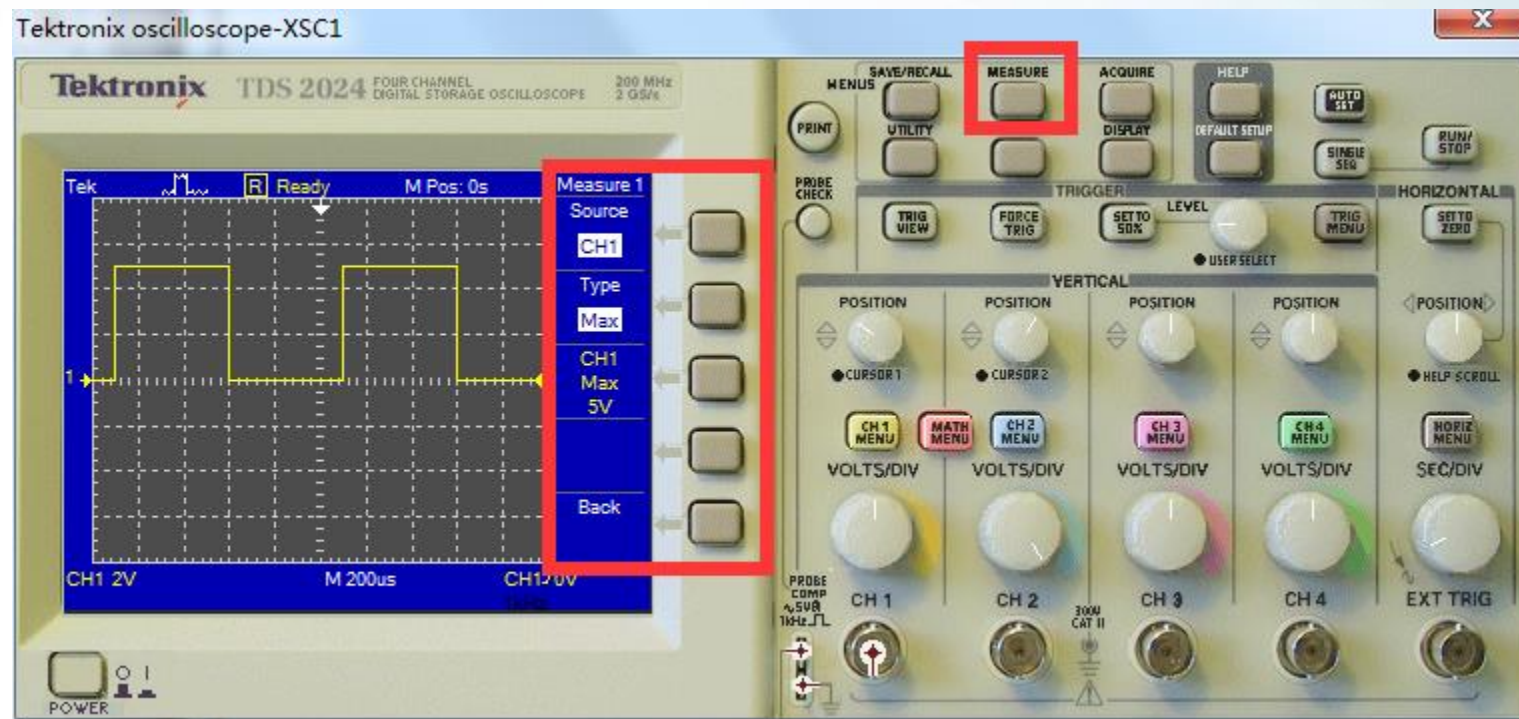 Tektronix oscilloscope-XSC1
X
Tektronix TDS 2024 FOUR CHANNEL DIGITAL STORAGE OSCILLOSCOPE 200 MHz 2 GS/s
Tek R Ready M Pos: 0s
Measure 1
Source
CH1
Type
Max
CH1
Max
5V
Back
1
CH1 2V M 200us CH1 0V
1kHz
POWER
O I
MENUS
SAVE/RECALL MEASURE ACQUIRE HELP
AUTO SET
PRINT
UTILITY DISPLAY DEFAULT SETUP
SINGLE SEQ
RUN/ STOP
PROBE CHECK
TRIGGER
HORIZONTAL
TRIG VIEW
FORCE TRIG
SET TO 50%
LEVEL
TRIG MENU
SET TO ZERO
USER SELECT
VERTICAL
POSITION POSITION POSITION POSITION POSITION
CURSOR 1 CURSOR 2 HELP SCROLL
CH 1 MENU
MATH MENU
CH 2 MENU
CH 3 MENU
CH 4 MENU
HORIZ MENU
VOLTS/DIV VOLTS/DIV VOLTS/DIV VOLTS/DIV SEC/DIV
PROBE COMP
~5V@
1kHz
CH 1 CH 2 CH 3 CH 4 EXT TRIG
300V
CAT II